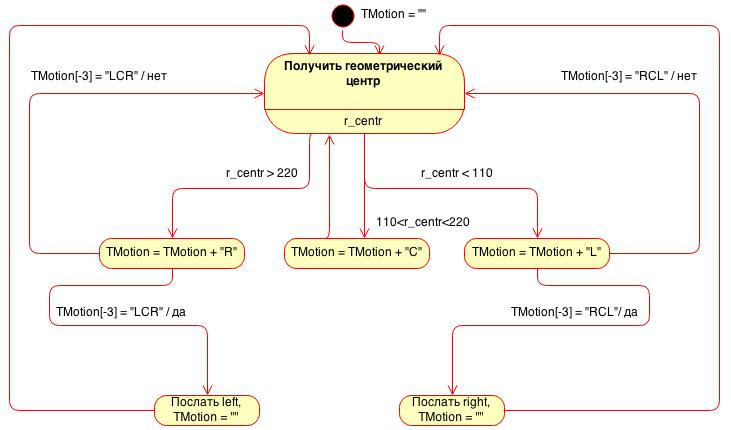 TMotion = ""
Получить геометрический
центр
r_centr
TMotion[-3] = "LCR" / нет
TMotion[-3] = "RCL" / нет
r_centr > 220
r_centr < 110
110<r_centr<220
TMotion = TMotion + "R"
TMotion = TMotion + "C"
TMotion = TMotion + "L"
TMotion[-3] = "LCR" / да
TMotion[-3] = "RCL"/ да
Послать left,
TMotion = ""
Послать right,
TMotion = ""